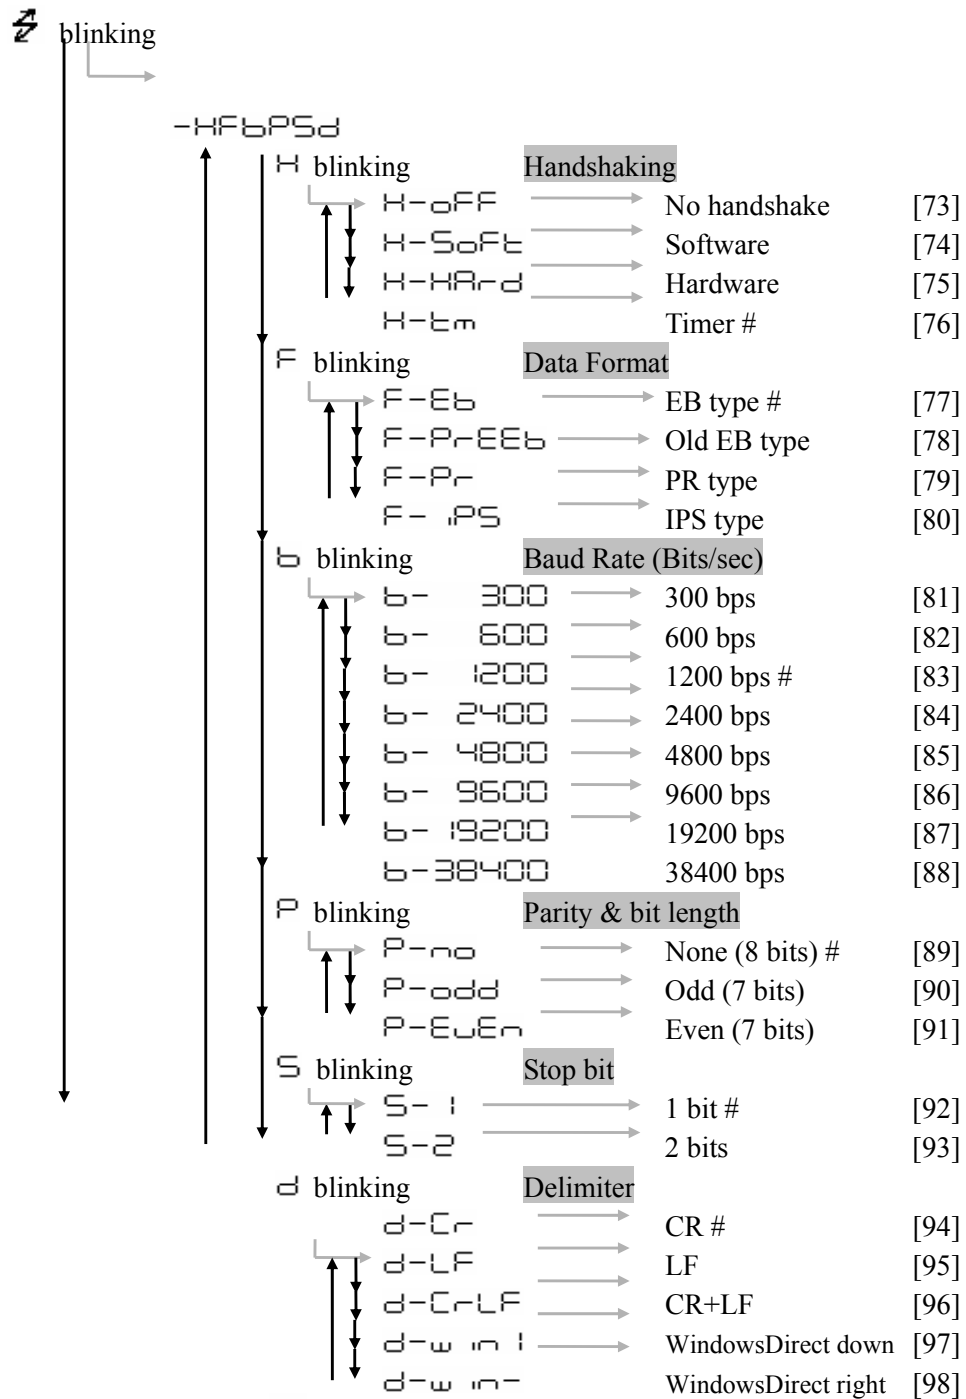 blinking
-HFbPSd
H blinking Handshaking
H-oFF No handshake [73]
H-SoFt Software [74]
H-HArd Hardware [75]
H-tm Timer # [76]
F blinking Data Format
F-Eb EB type # [77]
F-PrEEb Old EB type [78]
F-Pr PR type [79]
F-iPS IPS type [80]
b blinking Baud Rate (Bits/sec)
b- 300 300 bps [81]
b- 600 600 bps [82]
b- 1200 1200 bps # [83]
b- 2400 2400 bps [84]
b- 4800 4800 bps [85]
b- 9600 9600 bps [86]
b-19200 19200 bps [87]
b-38400 38400 bps [88]
P blinking Parity & bit length
P-no None (8 bits) # [89]
P-odd Odd (7 bits) [90]
P-EvEn Even (7 bits) [91]
S blinking Stop bit
S-1 1 bit # [92]
S-2 2 bits [93]
d blinking Delimiter
d-Cr CR # [94]
d-LF LF [95]
d-CrLF CR+LF [96]
d-win1 WindowsDirect down [97]
d-win- WindowsDirect right [98]